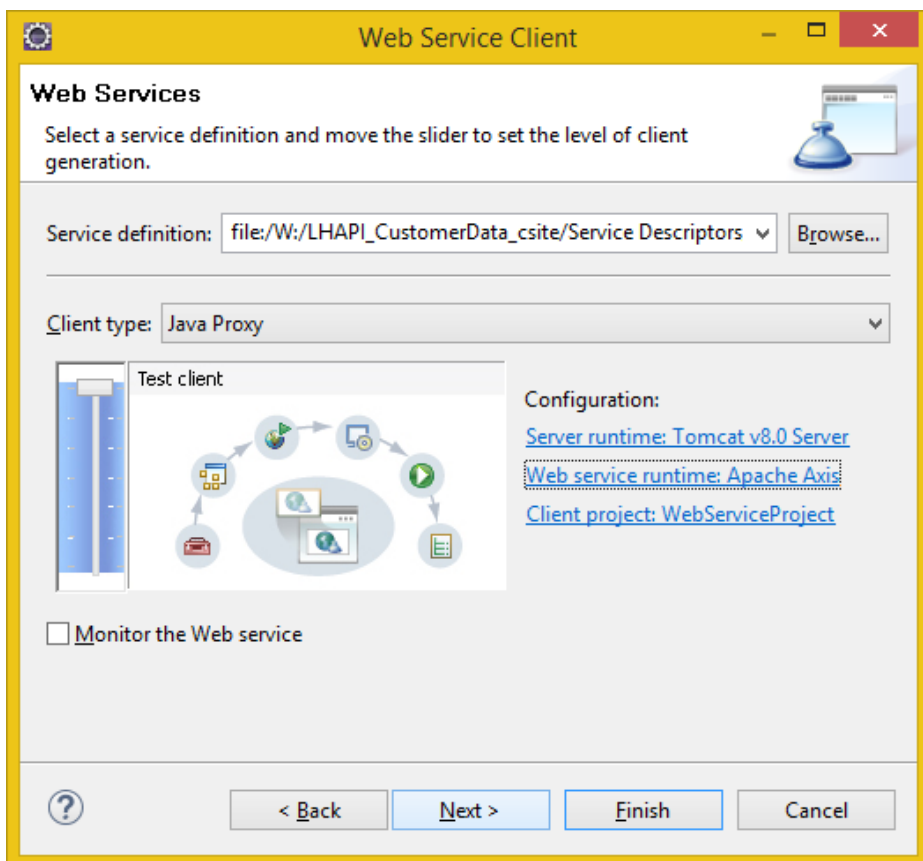 Web Service Client
Web Services
Select a service definition and move the slider to set the level of client
generation.
Service definition: file:/W:/LHAPI_CustomerData_csite/Service Descriptors Browse...
Client type: Java Proxy
Test client
Configuration:
Server runtime: Tomcat v8.0 Server
Web service runtime: Apache Axis
Client project: WebServiceProject
Monitor the Web service
? < Back Next > Finish Cancel